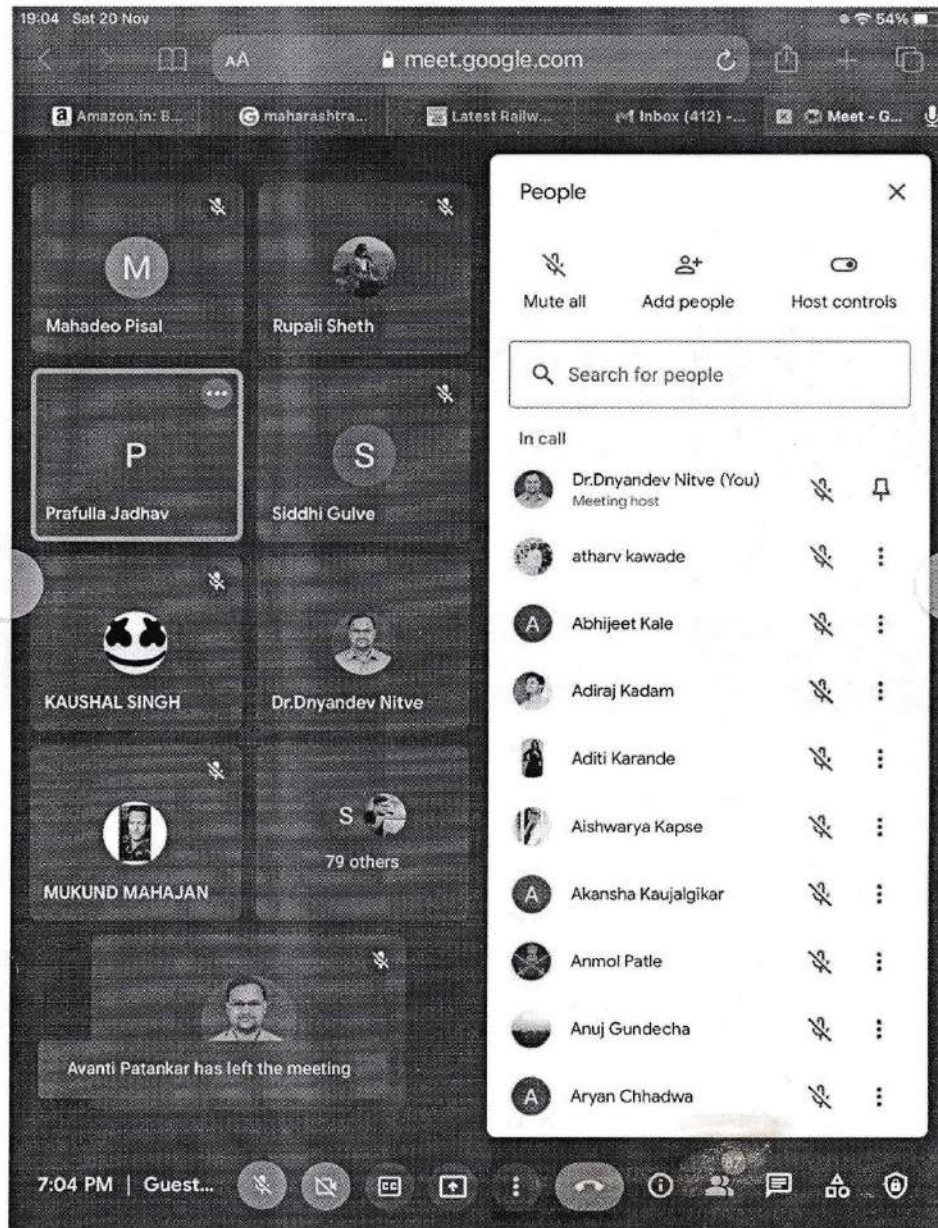 19:04 Sat 20 Nov
54%
AA
meet.google.com
Amazon.in: B...
maharashtra...
Latest Railw...
Inbox (412) -...
Meet - G...
M
Mahadeo Pisal
Rupali Sheth
P
Prafulla Jadhav
S
Siddhi Gulve
KAUSHAL SINGH
Dr.Dnyandev Nitve
MUKUND MAHAJAN
S
79 others
Avanti Patankar has left the meeting
People
Mute all
Add people
Host controls
Search for people
In call
Dr.Dnyandev Nitve (You)
Meeting host
atharv kawade
A
Abhijeet Kale
Adiraj Kadam
Aditi Karande
Aishwarya Kapse
A
Akansha Kaujalgikar
Anmol Patle
Anuj Gundecha
A
Aryan Chhadwa
7:04 PM | Guest...
CC
87